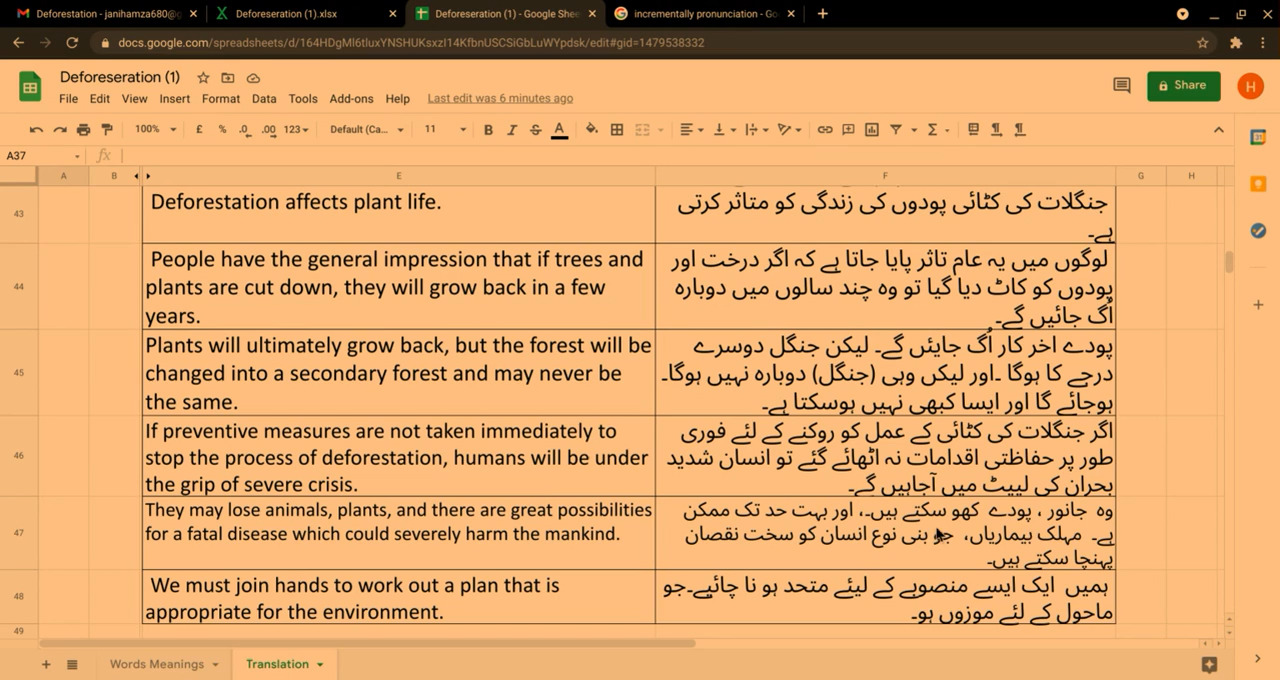 Deforestation - janihamza680@g
Deforeseration (1).xlsx
Deforeseration (1) - Google Shee
incrementally pronunciation - Go
docs.google.com/spreadsheets/d/164HDgMl6tluxYNSHUKsxzI14KfbnUSCSiGbLuWYpdsk/edit#gid=1479538332
Deforeseration (1)
File Edit View Insert Format Data Tools Add-ons Help Last edit was 6 minutes ago
Share
H
100% £ % .0 .00 123 Default (Ca... 11 B I S A
A37 fx
A B E F G H
43 Deforestation affects plant life.
جنگلات کی کٹائی پودوں کی زندگی کو متاثر کرتی
ہے۔
44 People have the general impression that if trees and
plants are cut down, they will grow back in a few
years.
لوگوں میں یہ عام تاثر پایا جاتا ہے کہ اگر درخت اور
پودوں کو کاٹ دیا گیا تو وہ چند سالوں میں دوبارہ
اُگ جائیں گے۔
45 Plants will ultimately grow back, but the forest will be
changed into a secondary forest and may never be
the same.
پودے اخر کار اُگ جایئں گے۔ لیکن جنگل دوسرے
درجے کا ہوگا ۔اور لیکں وہی (جنگل) دوبارہ نہیں ہوگا۔
ہوجائے گا اور ایسا کبھی نہیں ہوسکتا ہے۔
46 If preventive measures are not taken immediately to
stop the process of deforestation, humans will be under
the grip of severe crisis.
اگر جنگلات کی کٹائی کے عمل کو روکنے کے لئے فوری
طور پر حفاظتی اقدامات نہ اٹھائے گئے تو انسان شدید
بحران کی لپیٹ میں آجاہیں گے۔
47 They may lose animals, plants, and there are great possibilities
for a fatal disease which could severely harm the mankind.
وہ جانور ، پودے کھو سکتے ہیں۔، اور بہت حد تک ممکن
ہے۔ مہلک بیماریاں، جو بنی نوع انسان کو سخت نقصان
پہنچا سکتے ہیں۔
48 We must join hands to work out a plan that is
appropriate for the environment.
ہمیں ایک ایسے منصوبے کے لیئے متحد ہو نا چائیے۔جو
ماحول کے لئے موزوں ہو۔
49
Words Meanings Translation